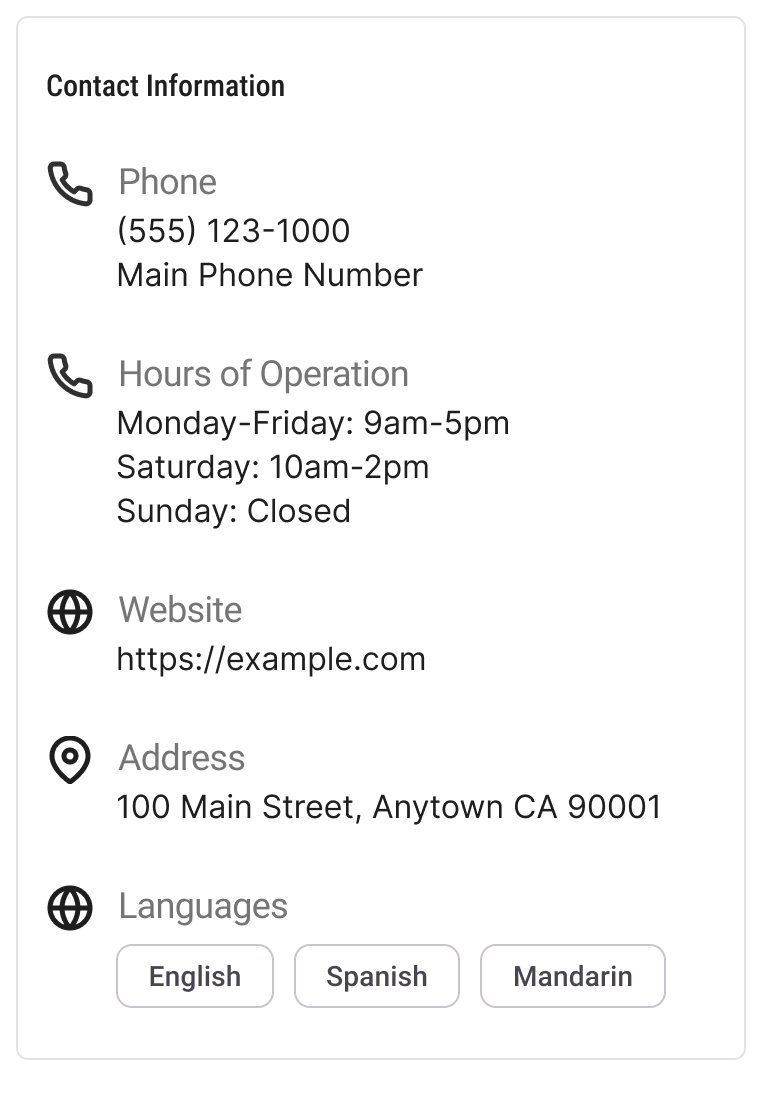 Contact Information
Phone
(555) 123-1000
Main Phone Number
Hours of Operation
Monday-Friday: 9am-5pm
Saturday: 10am-2pm
Sunday: Closed
Website
https://example.com
Address
100 Main Street, Anytown CA 90001
Languages
English Spanish Mandarin